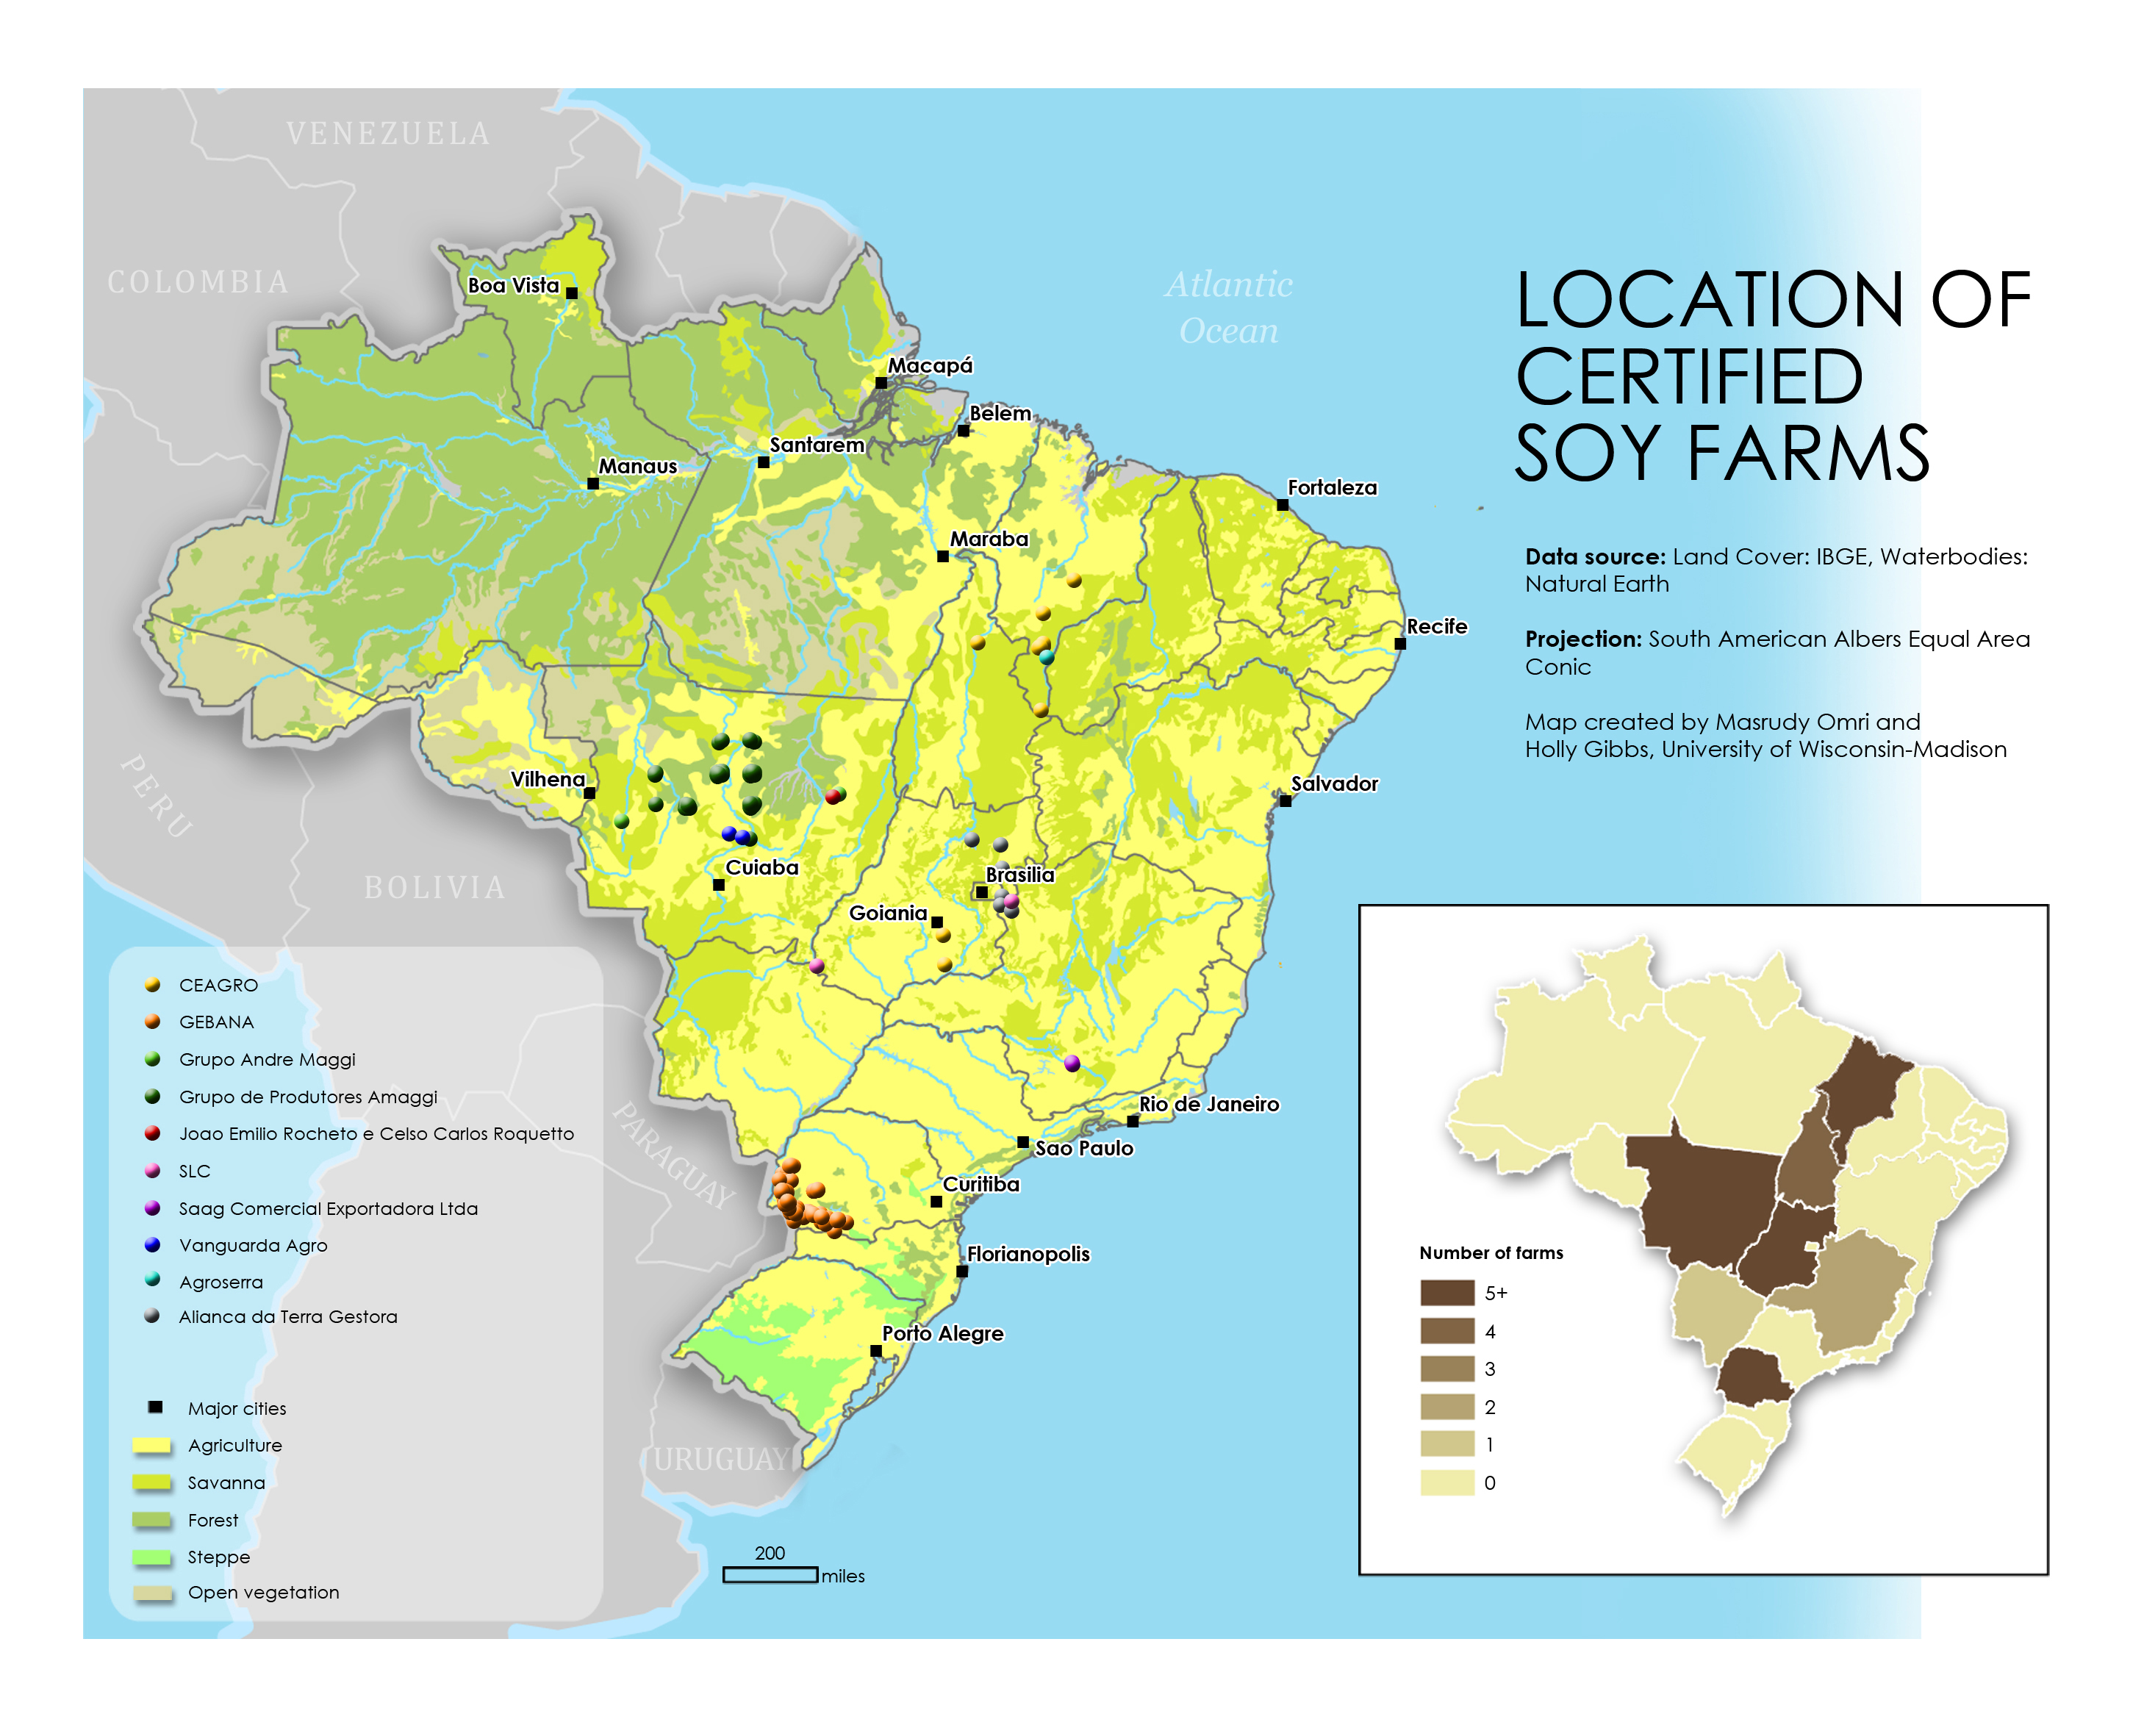 VENEZUELA
COLOMBIA
Atlantic
Ocean
LOCATION OF
CERTIFIED
SOY FARMS
Boa Vista
Macapá
Belem
Santarem
Manaus
Fortaleza
Maraba
Recife
Data source: Land Cover: IBGE, Waterbodies:
Natural Earth
Projection: South American Albers Equal Area
Conic
Map created by Masrudy Omri and
Holly Gibbs, University of Wisconsin-Madison
PERU
Vilhena
Salvador
Cuiaba
Brasilia
BOLIVIA
Goiania
CEAGRO
GEBANA
Grupo Andre Maggi
Grupo de Produtores Amaggi
Joao Emilio Rocheto e Celso Carlos Roquetto
SLC
Saag Comercial Exportadora Ltda
Vanguarda Agro
Agroserra
Alianca da Terra Gestora
Major cities
Agriculture
Savanna
Forest
Steppe
Open vegetation
PARAGUAY
Rio de Janeiro
Sao Paulo
Curitiba
Florianopolis
Porto Alegre
URUGUAY
200
miles
Number of farms
5+
4
3
2
1
0